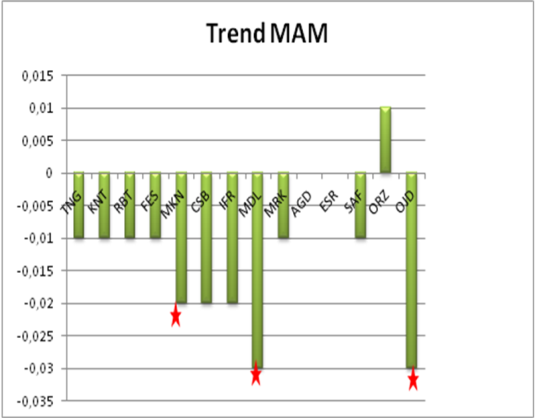 Trend MAM
0,015
0,01
0,005
0
-0,005
-0,01
-0,015
-0,02
-0,025
-0,03
-0,035
TNG
KNT
RBT
FES
MKN
CSB
IFR
MDL
MRK
AGD
ESR
SAF
ORZ
OJD